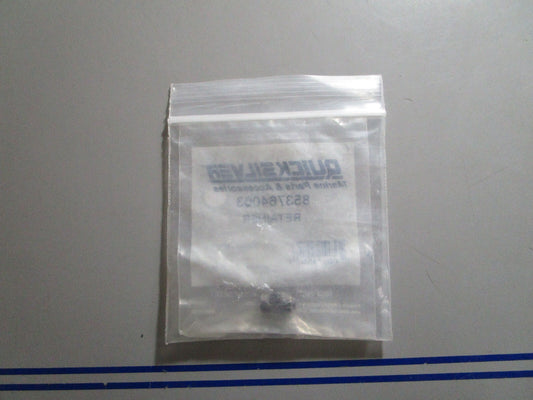 QUICKSILVER
Marine Parts & Accessories
853764003
RETAINER